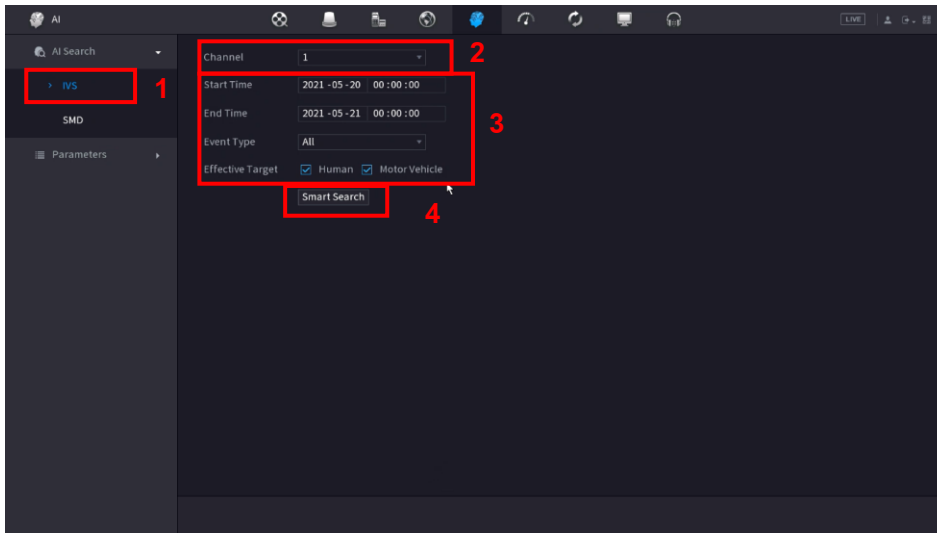 AI
LIVE
AI Search
IVS
1
SMD
Parameters
Channel 1
2
Start Time 2021 -05 -20 00 : 00 : 00
End Time 2021 -05 -21 00 : 00 : 00
3
Event Type All
Effective Target Human Motor Vehicle
Smart Search
4